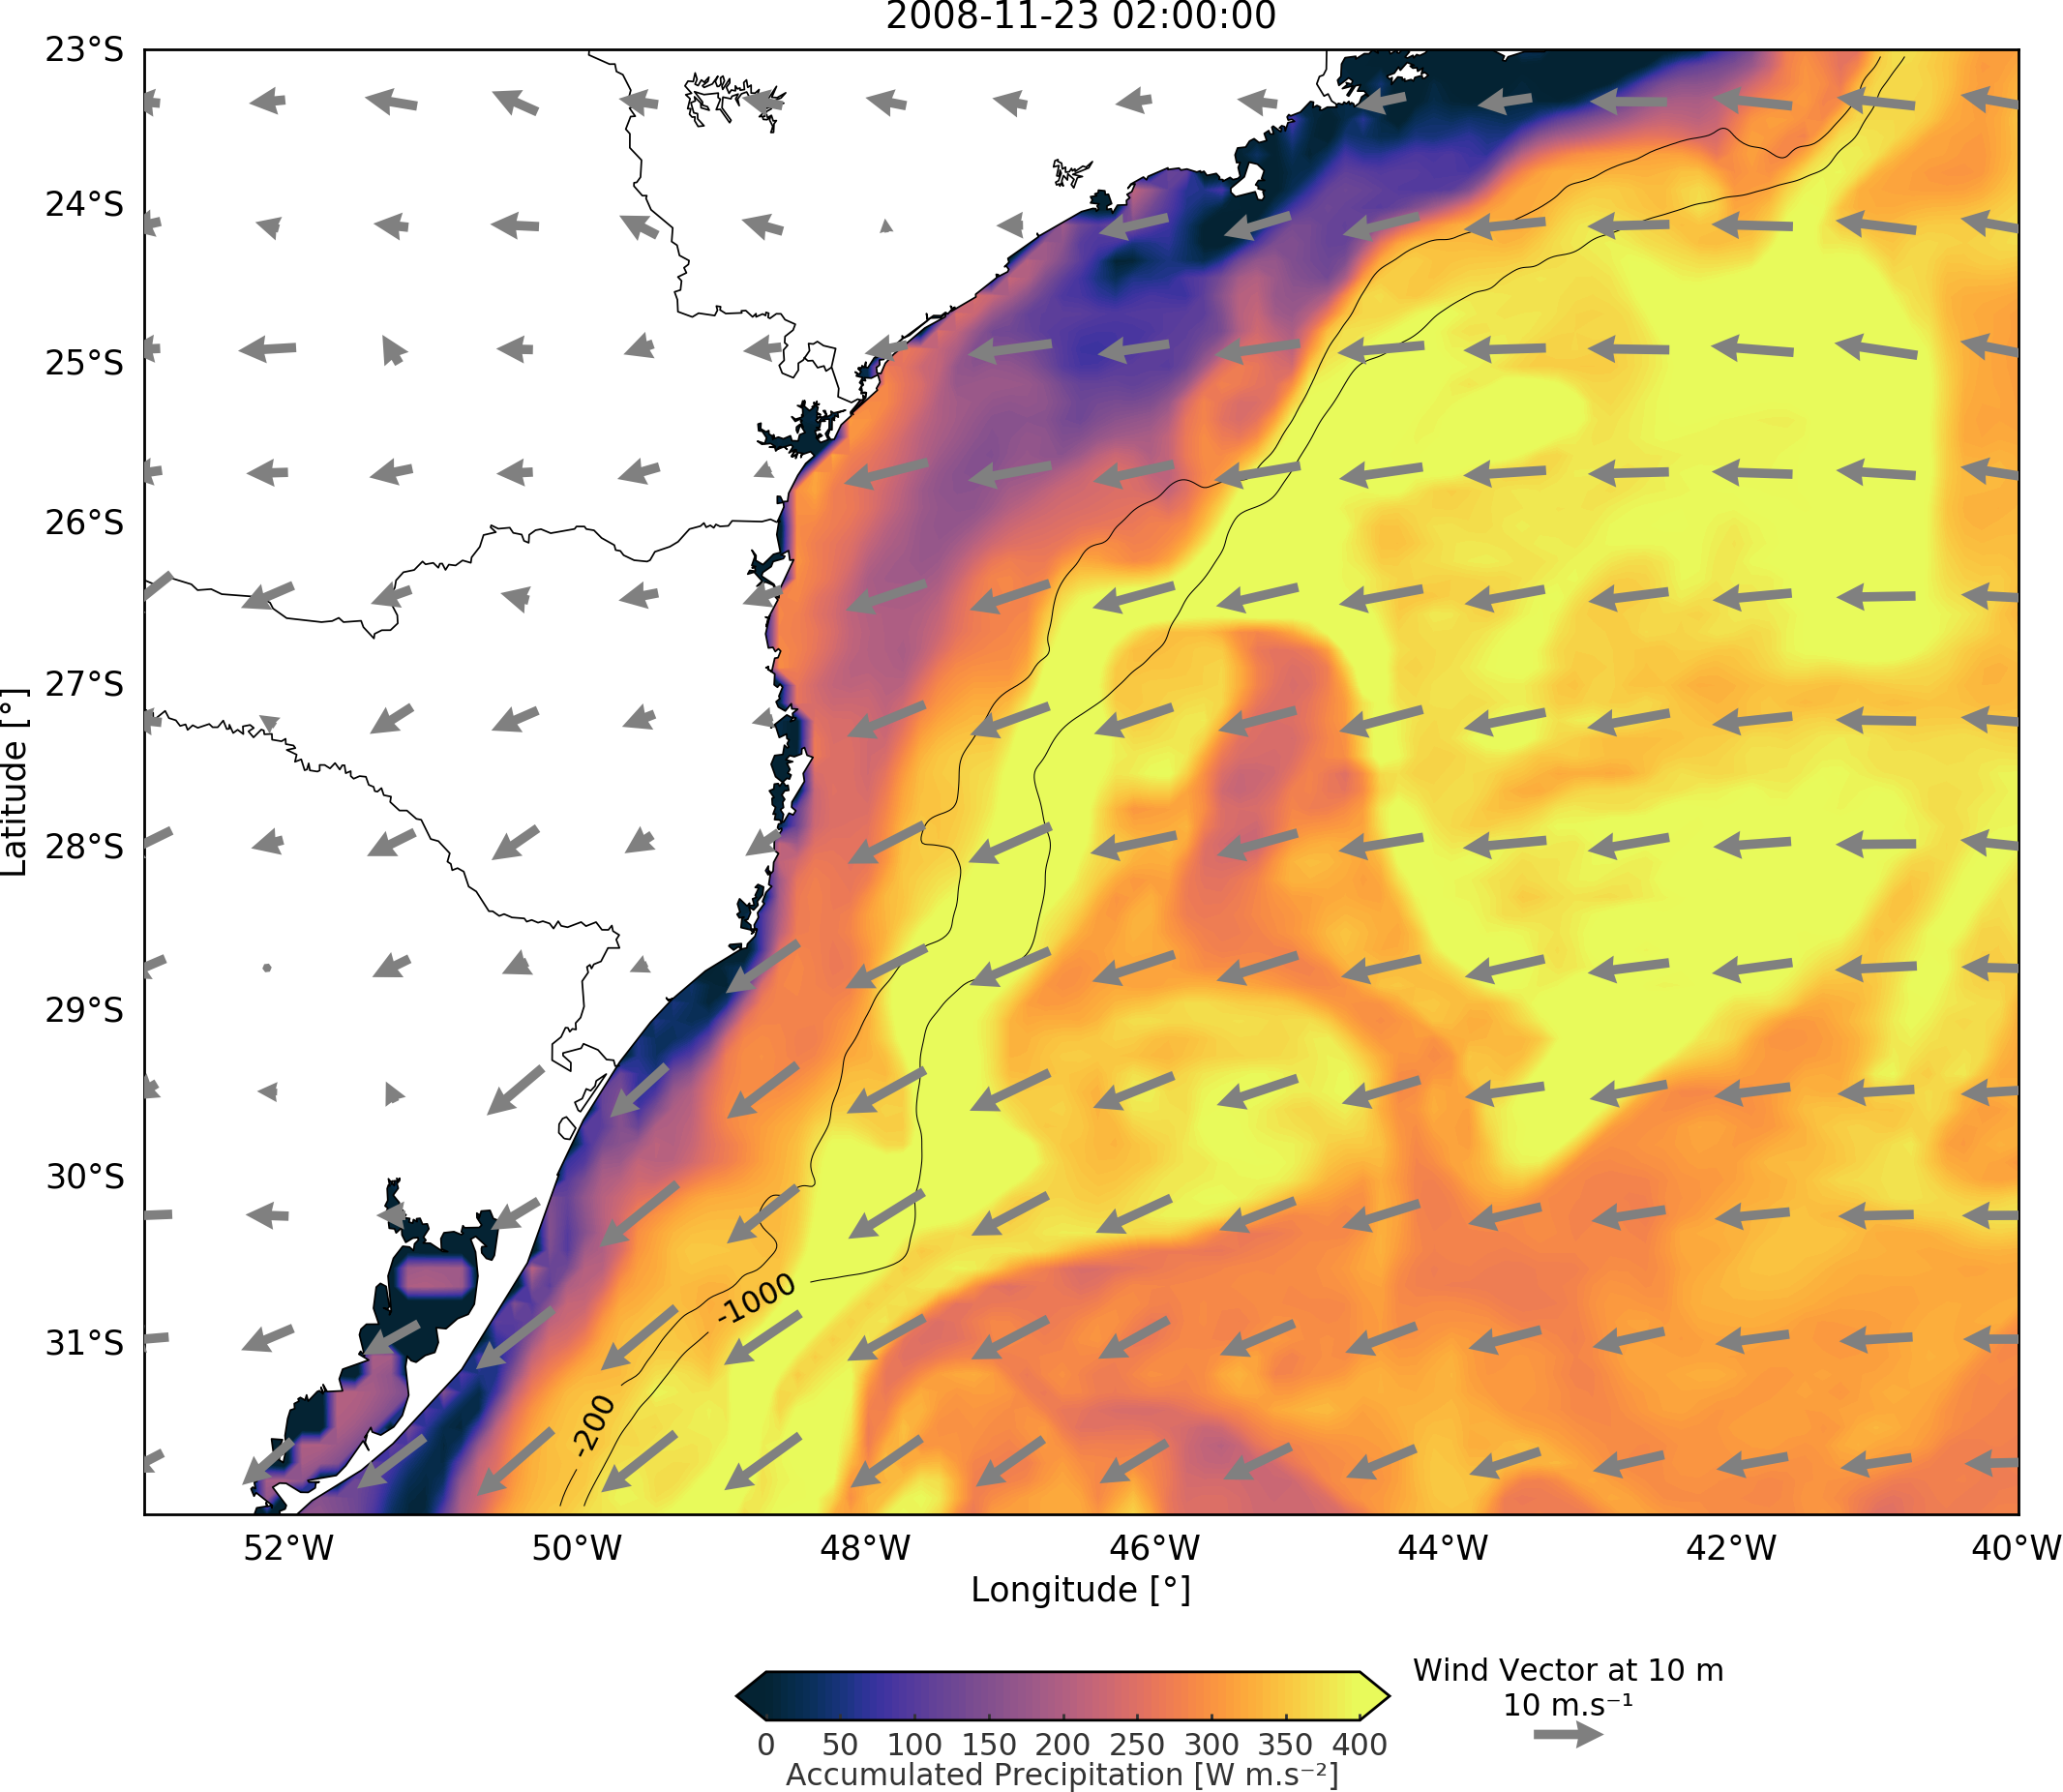 2008-11-23 02:00:00
23°S
24°S
25°S
26°S
27°S
28°S
29°S
30°S
31°S
Latitude [°]
-1000
-200
52°W 50°W 48°W 46°W 44°W 42°W 40°W
Longitude [°]
Wind Vector at 10 m
10 m.s⁻¹
0 50 100 150 200 250 300 350 400
Accumulated Precipitation [W m.s⁻²]